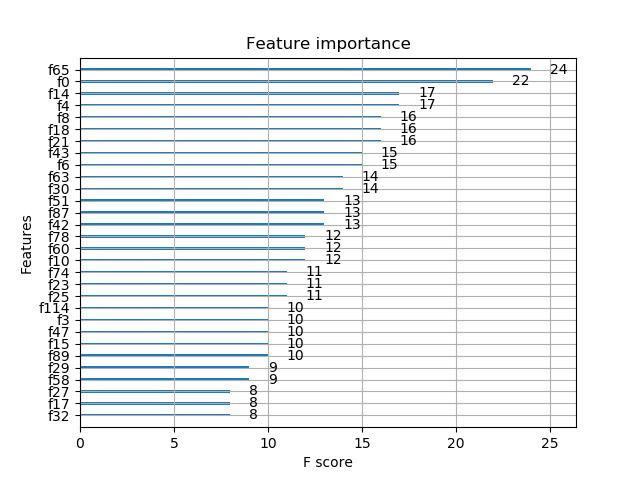 Feature importance
f65 24
f0 22
f14 17
f4 17
f8 16
f18 16
f21 16
f43 15
f6 15
f63 14
f30 14
f51 13
f87 13
f42 13
f78 12
f60 12
f10 12
f74 11
f23 11
f25 11
f114 10
f3 10
f47 10
f15 10
f89 10
f29 9
f58 9
f27 8
f17 8
f32 8
Features
0 5 10 15 20 25
F score